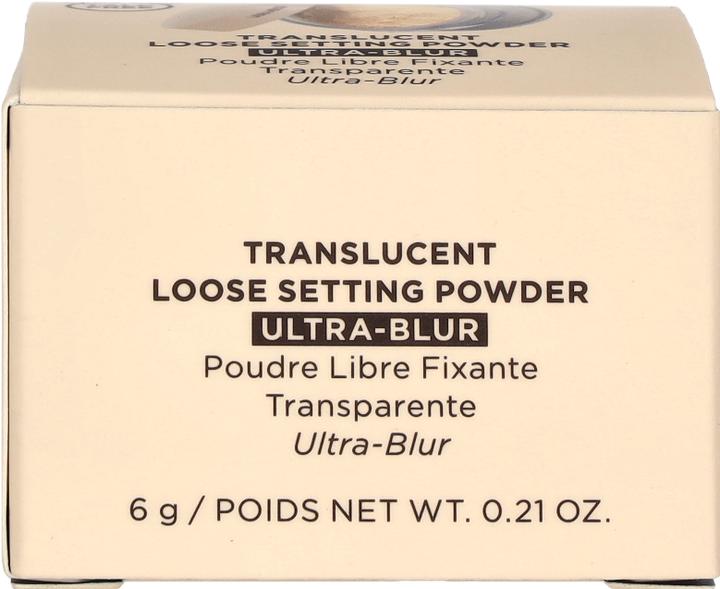 TRANSLUCENT
LOOSE SETTING POWDER
ULTRA-BLUR
Poudre Libre Fixante
Transparente
Ultra-Blur
TRANSLUCENT
LOOSE SETTING POWDER
ULTRA-BLUR
Poudre Libre Fixante
Transparente
Ultra-Blur
6 g / POIDS NET WT. 0.21 OZ.